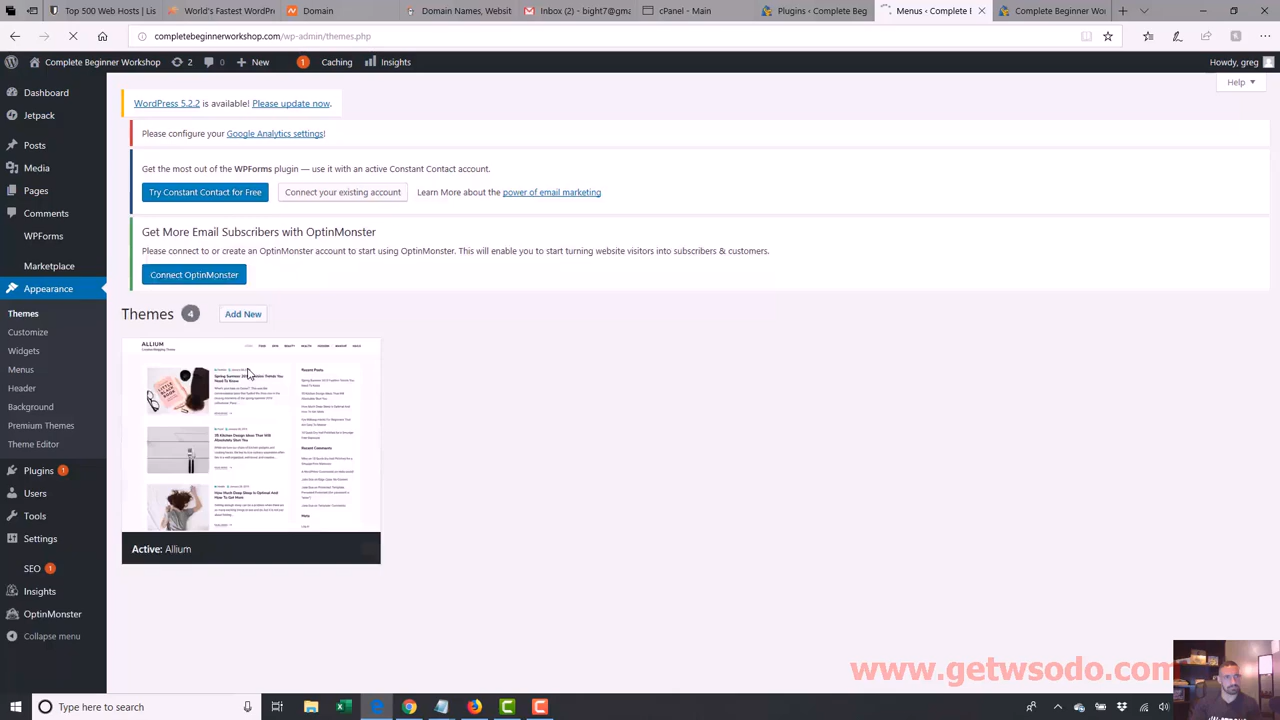 Top 500 Web Hosts Lis
World's Fastest WordPre
Domain
Domain Names, Websit
Inbox (2) - bight7@gma
cPanel - Main
Plugins ‹ Complete Beg
Menus ‹ Complete B
Complete Beginner Wor
completebeginnerworkshop.com/wp-admin/themes.php
Complete Beginner Workshop
2
0
New
1
Caching
Insights
Howdy, greg
Help
Dashboard
Jetpack
Posts
Media
Pages
Comments
WPForms
Marketplace
Appearance
Themes
Customize
Widgets
Menus
Header
Background
Premium Themes
Theme Editor
Plugins 1
Users
Tools
Settings
SEO 1
Insights
OptinMonster
Collapse menu
WordPress 5.2.2 is available! Please update now.
Please configure your Google Analytics settings!
Get the most out of the WPForms plugin — use it with an active Constant Contact account.
Try Constant Contact for Free
Connect your existing account
Learn More about the power of email marketing
Get More Email Subscribers with OptinMonster
Please connect to or create an OptinMonster account to start using OptinMonster. This will enable you to start turning website visitors into subscribers & customers.
Connect OptinMonster
Themes 4
Add New
ALLIUM
Recent Posts
Recent Comments
Active: Allium
www.getwsodo.com
Type here to search